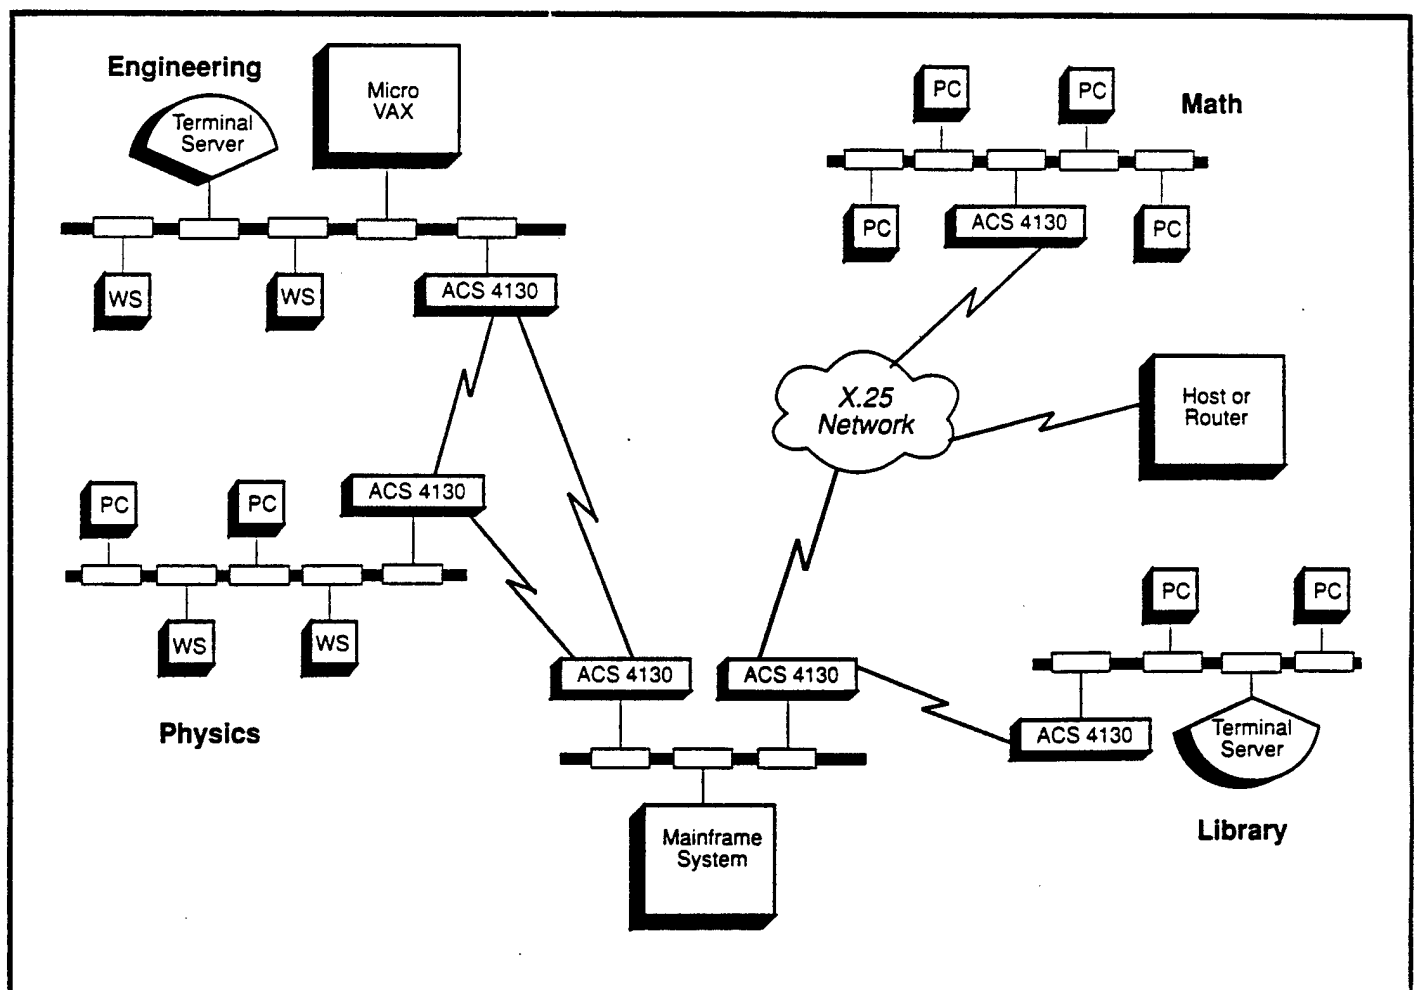 Engineering
Terminal
Server
Micro
VAX
WS
WS
ACS 4130
PC
PC
Math
PC
ACS 4130
PC
X.25
Network
Host or
Router
PC
PC
ACS 4130
WS
WS
Physics
ACS 4130
ACS 4130
PC
PC
ACS 4130
Terminal
Server
Library
Mainframe
System